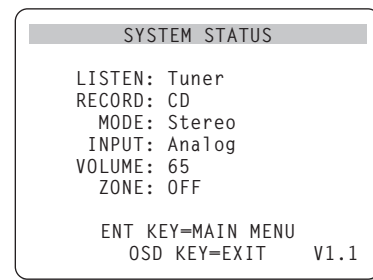 SYSTEM STATUS
LISTEN: Tuner
RECORD: CD
MODE: Stereo
INPUT: Analog
VOLUME: 65
ZONE: OFF
ENT KEY=MAIN MENU
OSD KEY=EXIT V1.1